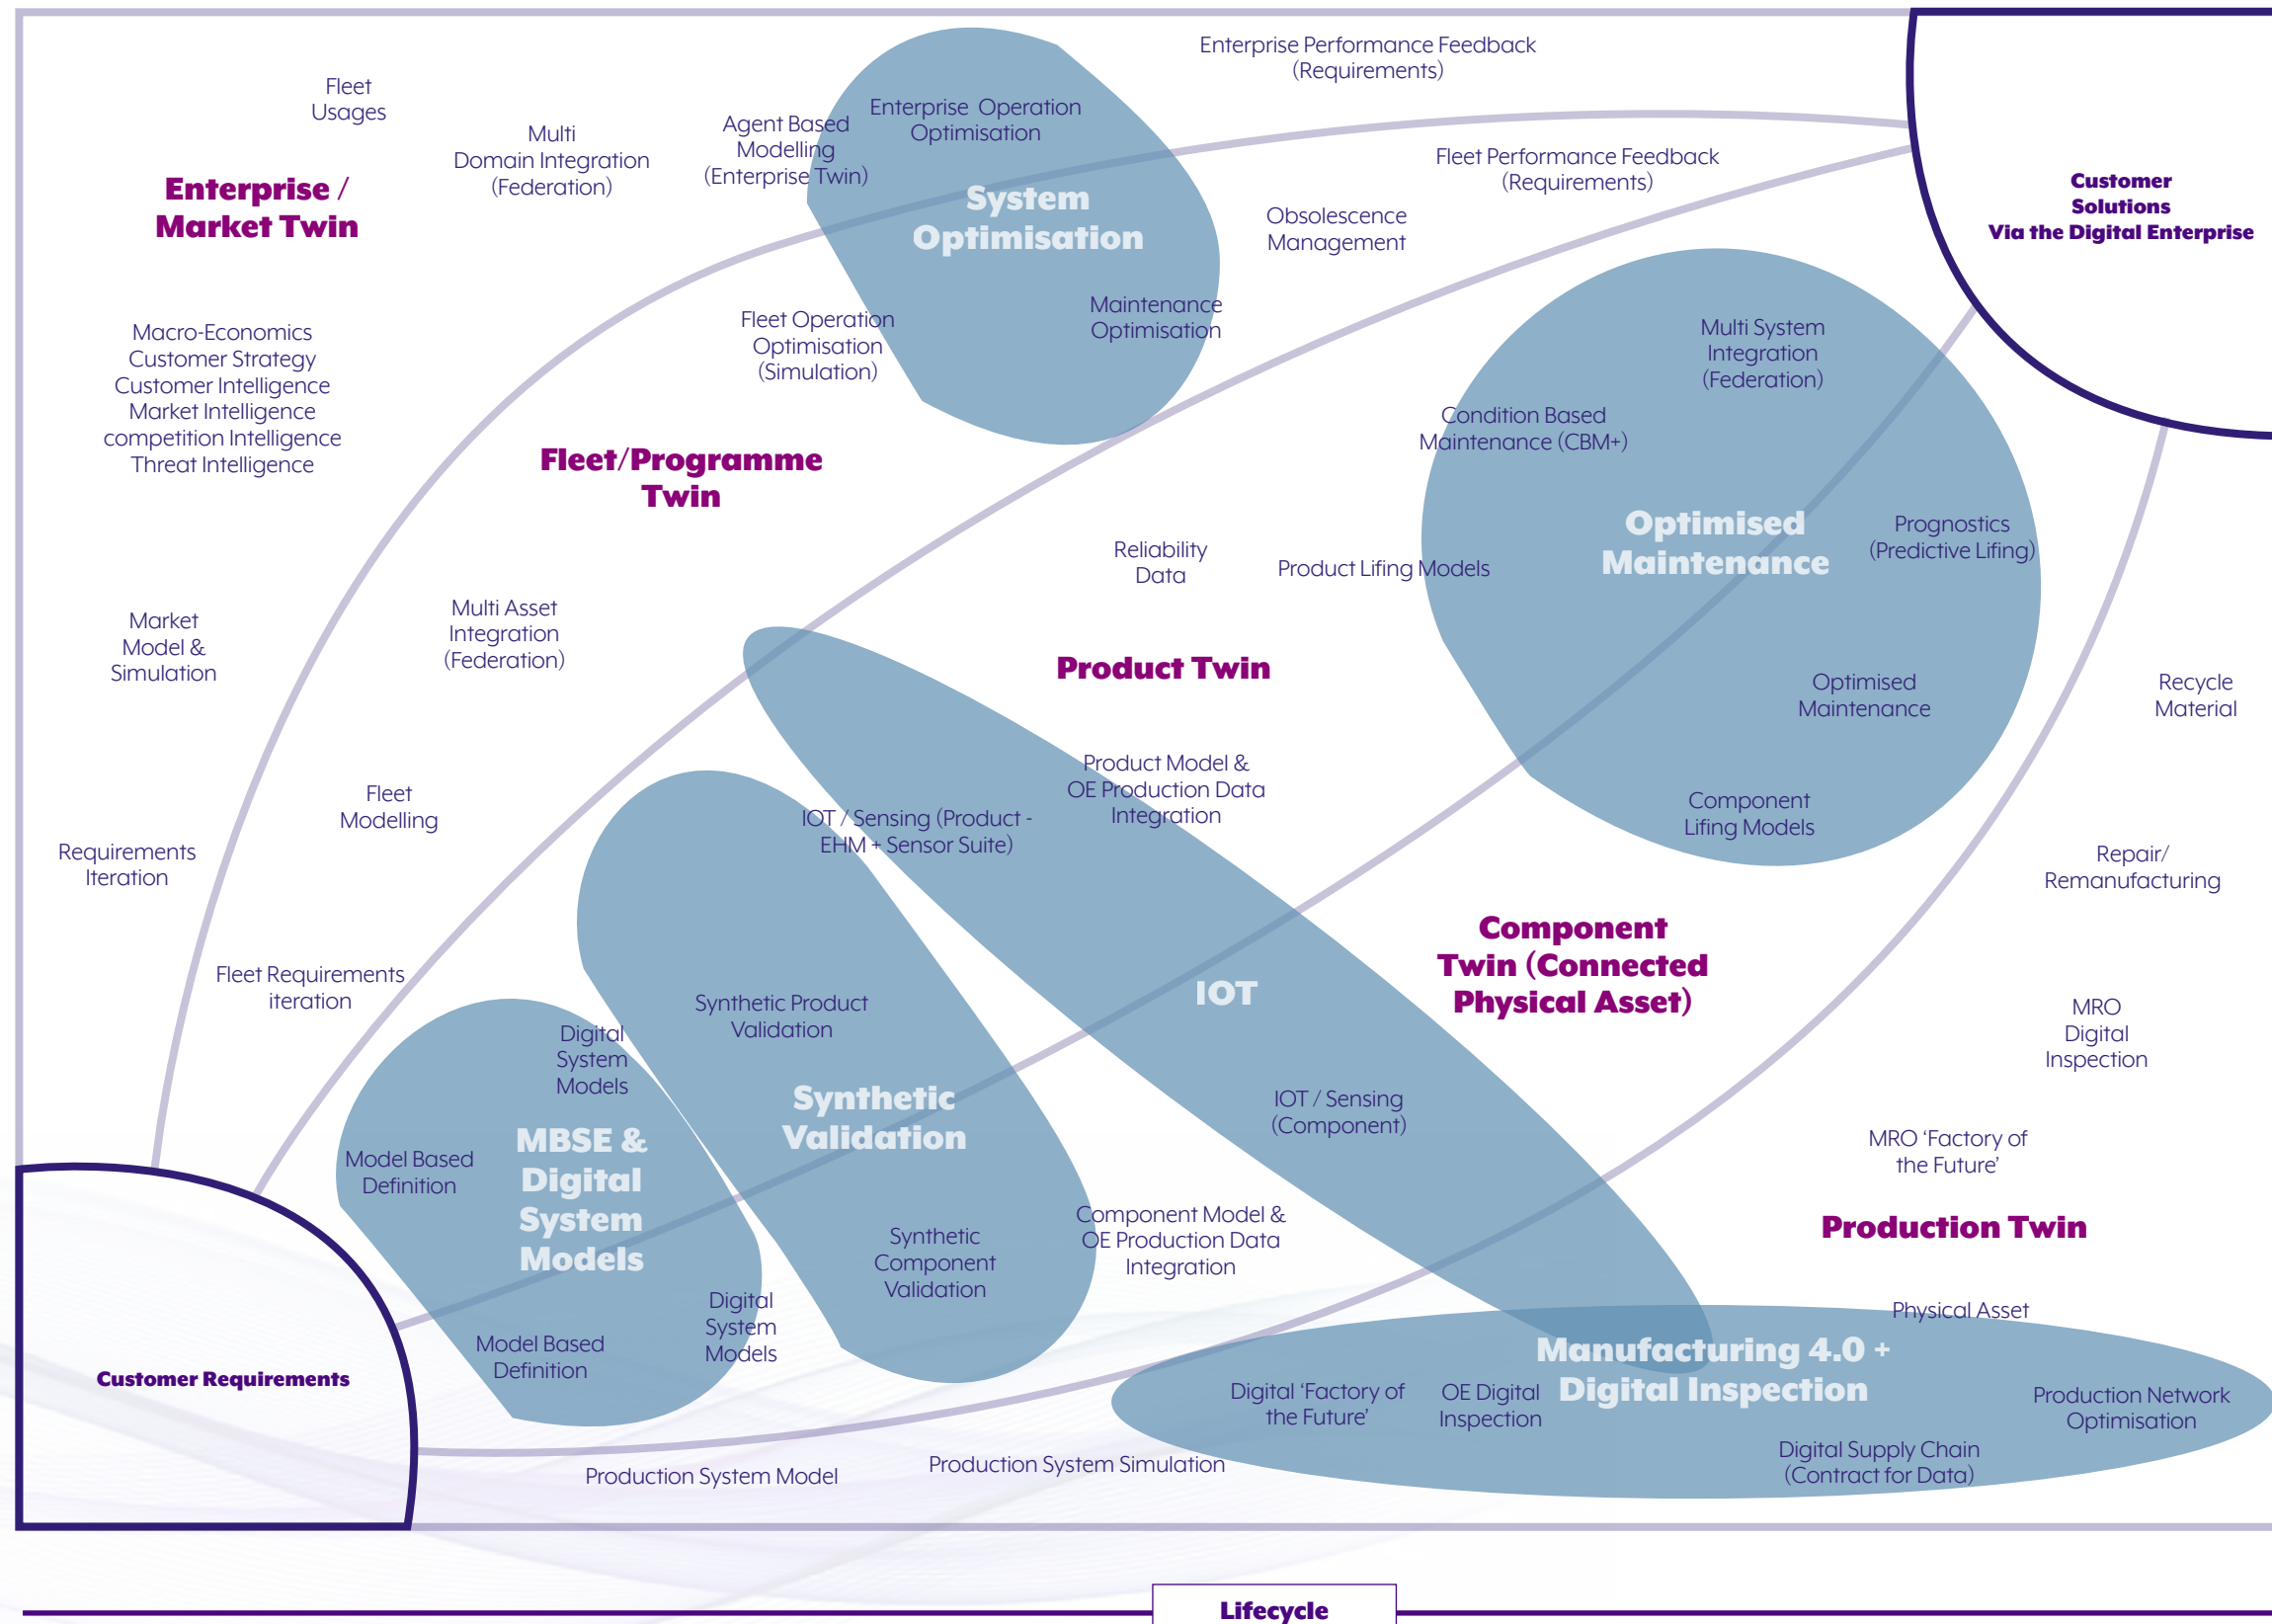 Enterprise Performance Feedback
(Requirements)
Fleet
Usages
Multi
Domain Integration
(Federation)
Agent Based
Modelling
(Enterprise Twin)
Enterprise Operation
Optimisation
Fleet Performance Feedback
(Requirements)
Customer
Solutions
Via the Digital Enterprise
Enterprise /
Market Twin
System
Optimisation
Obsolescence
Management
Maintenance
Optimisation
Fleet Operation
Optimisation
(Simulation)
Macro-Economics
Customer Strategy
Customer Intelligence
Market Intelligence
competition Intelligence
Threat Intelligence
Multi System
Integration
(Federation)
Condition Based
Maintenance (CBM+)
Fleet/Programme
Twin
Optimised
Maintenance
Prognostics
(Predictive Lifing)
Reliability
Data
Product Lifing Models
Market
Model &
Simulation
Multi Asset
Integration
(Federation)
Product Twin
Optimised
Maintenance
Recycle
Material
Product Model &
OE Production Data
Integration
Fleet
Modelling
IOT / Sensing (Product -
EHM + Sensor Suite)
Component
Lifing Models
Requirements
Iteration
Repair/
Remanufacturing
Component
Twin (Connected
Physical Asset)
Fleet Requirements
iteration
IOT
Synthetic Product
Validation
Digital
System
Models
MRO
Digital
Inspection
Synthetic
Validation
IOT / Sensing
(Component)
MBSE &
Digital
System
Models
Model Based
Definition
MRO ‘Factory of
the Future’
Component Model &
OE Production Data
Integration
Production Twin
Synthetic
Component
Validation
Digital
System
Models
Physical Asset
Model Based
Definition
Manufacturing 4.0 +
Digital Inspection
Customer Requirements
Digital ‘Factory of
the Future’
OE Digital
Inspection
Production Network
Optimisation
Digital Supply Chain
(Contract for Data)
Production System Model
Production System Simulation
Lifecycle